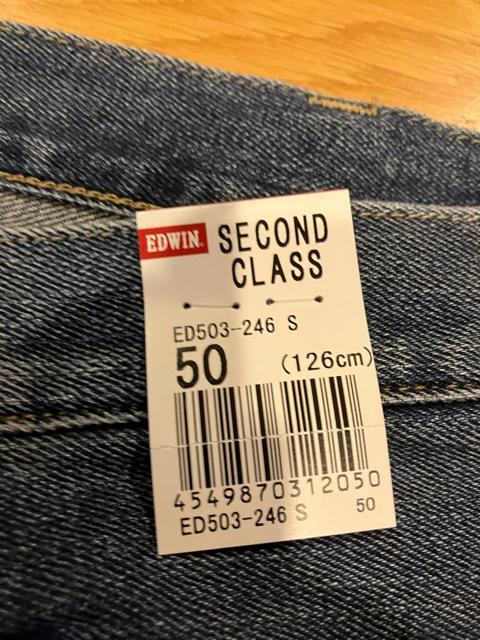 EDWIN®
SECOND
CLASS
ED503-246 S
50 (126cm)
4549870312050
ED503-246 S 50